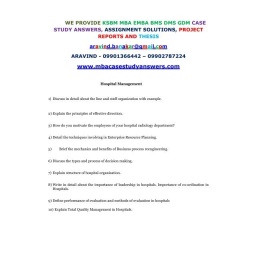 WE PROVIDE KSBM MBA EMBA BMS DMS GDM CASE
STUDY ANSWERS, ASSIGNMENT SOLUTIONS, PROJECT
REPORTS AND THESIS
aravind.banakar@gmail.com
ARAVIND - 09901366442 – 09902787224
www.mbacasestudyanswers.com
Hospital Management
1) Discuss in detail about the line and staff organization with example.
2) Explain the principles of effective direction.
3) How do you motivate the employees of your hospital radiology department?
4) Detail the techniques involving in Enterprise Resource Planning.
5) Brief the mechanics and benefits of Business process reengineering.
6) Discuss the types and process of decision making.
7) Explain structure of hospital organization.
8) Write in detail about the importance of leadership in hospitals. Importance of co-ordination in
Hospitals.
9) Define performance of evaluation and methods of evaluation in hospitals
10) Explain Total Quality Management in Hospitals.